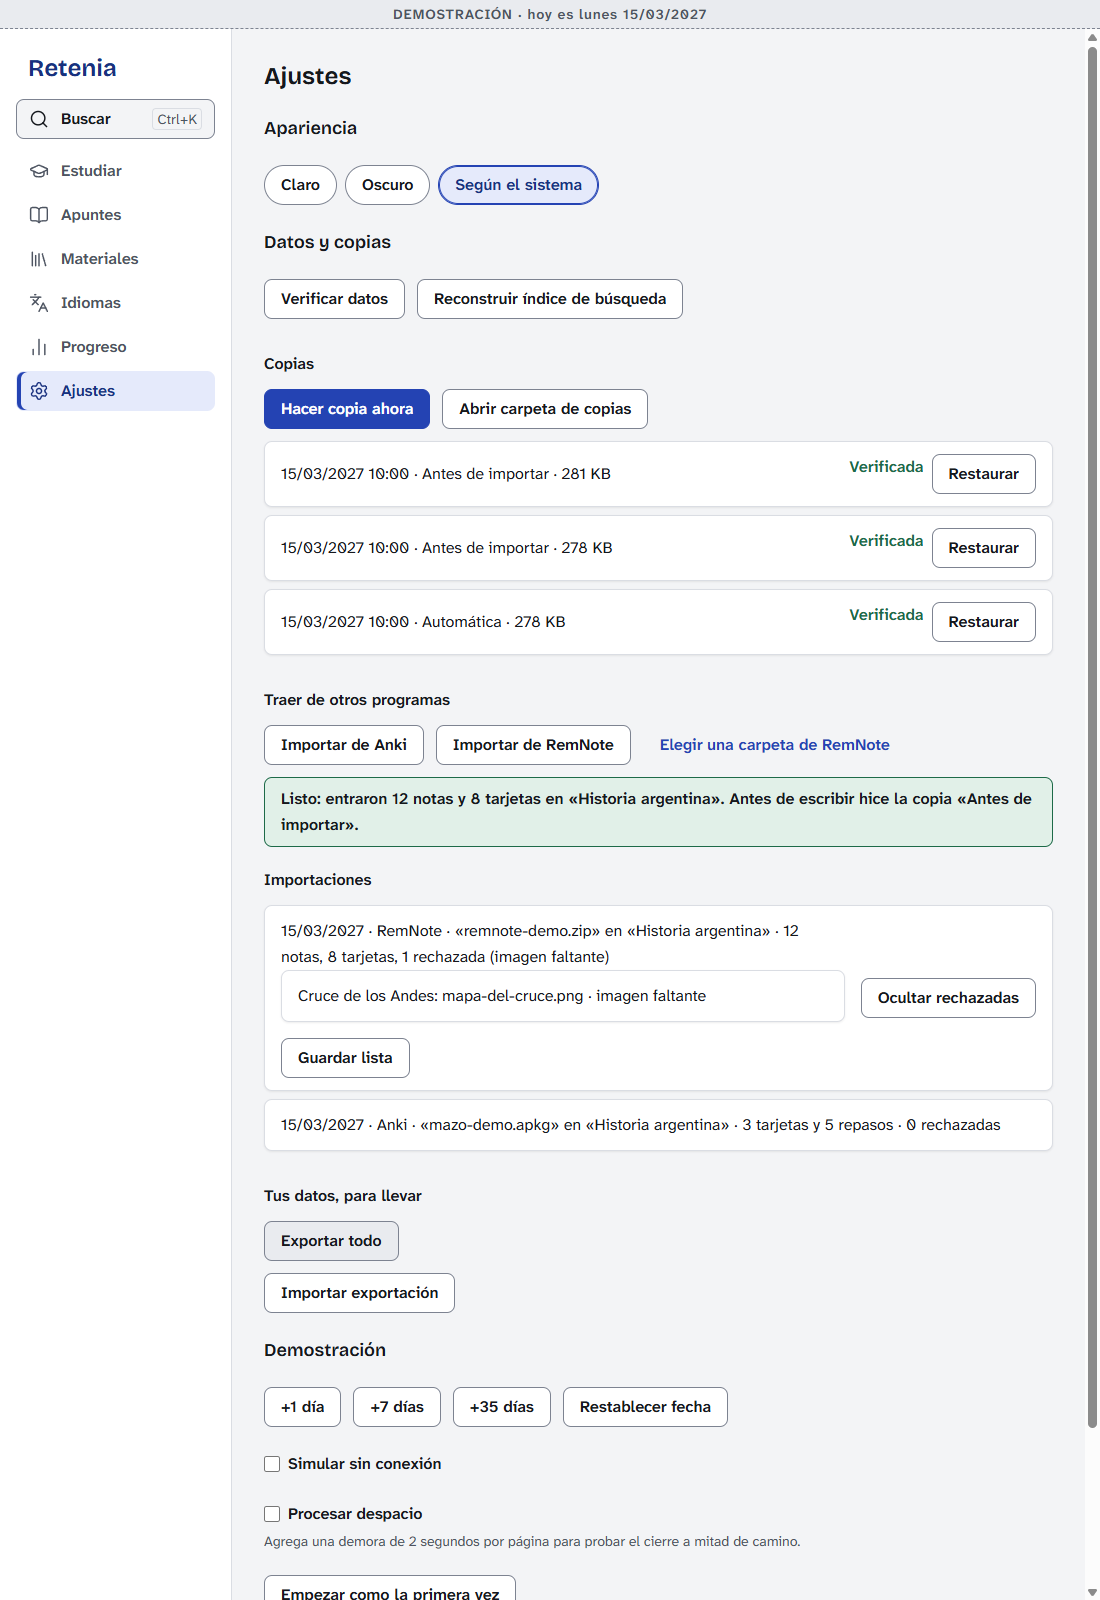 DEMOSTRACIÓN · hoy es lunes 15/03/2027
Retenia
Buscar Ctrl+K
Estudiar
Apuntes
Materiales
Idiomas
Progreso
Ajustes
Ajustes
Apariencia
Claro Oscuro Según el sistema
Datos y copias
Verificar datos Reconstruir índice de búsqueda
Copias
Hacer copia ahora Abrir carpeta de copias
15/03/2027 10:00 · Antes de importar · 281 KB Verificada Restaurar
15/03/2027 10:00 · Antes de importar · 278 KB Verificada Restaurar
15/03/2027 10:00 · Automática · 278 KB Verificada Restaurar
Traer de otros programas
Importar de Anki Importar de RemNote Elegir una carpeta de RemNote
Listo: entraron 12 notas y 8 tarjetas en «Historia argentina». Antes de escribir hice la copia «Antes de
importar».
Importaciones
15/03/2027 · RemNote · «remnote-demo.zip» en «Historia argentina» · 12
notas, 8 tarjetas, 1 rechazada (imagen faltante)
Cruce de los Andes: mapa-del-cruce.png · imagen faltante Ocultar rechazadas
Guardar lista
15/03/2027 · Anki · «mazo-demo.apkg» en «Historia argentina» · 3 tarjetas y 5 repasos · 0 rechazadas
Tus datos, para llevar
Exportar todo
Importar exportación
Demostración
+1 día +7 días +35 días Restablecer fecha
Simular sin conexión
Procesar despacio
Agrega una demora de 2 segundos por página para probar el cierre a mitad de camino.
Empezar como la primera vez